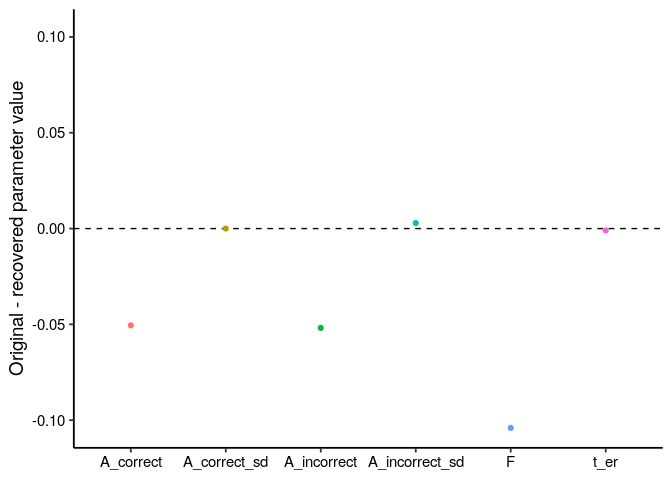 Original - recovered parameter value
0.10
0.05
0.00
-0.05
-0.10
A_correct A_correct_sd A_incorrect A_incorrect_sd F t_er